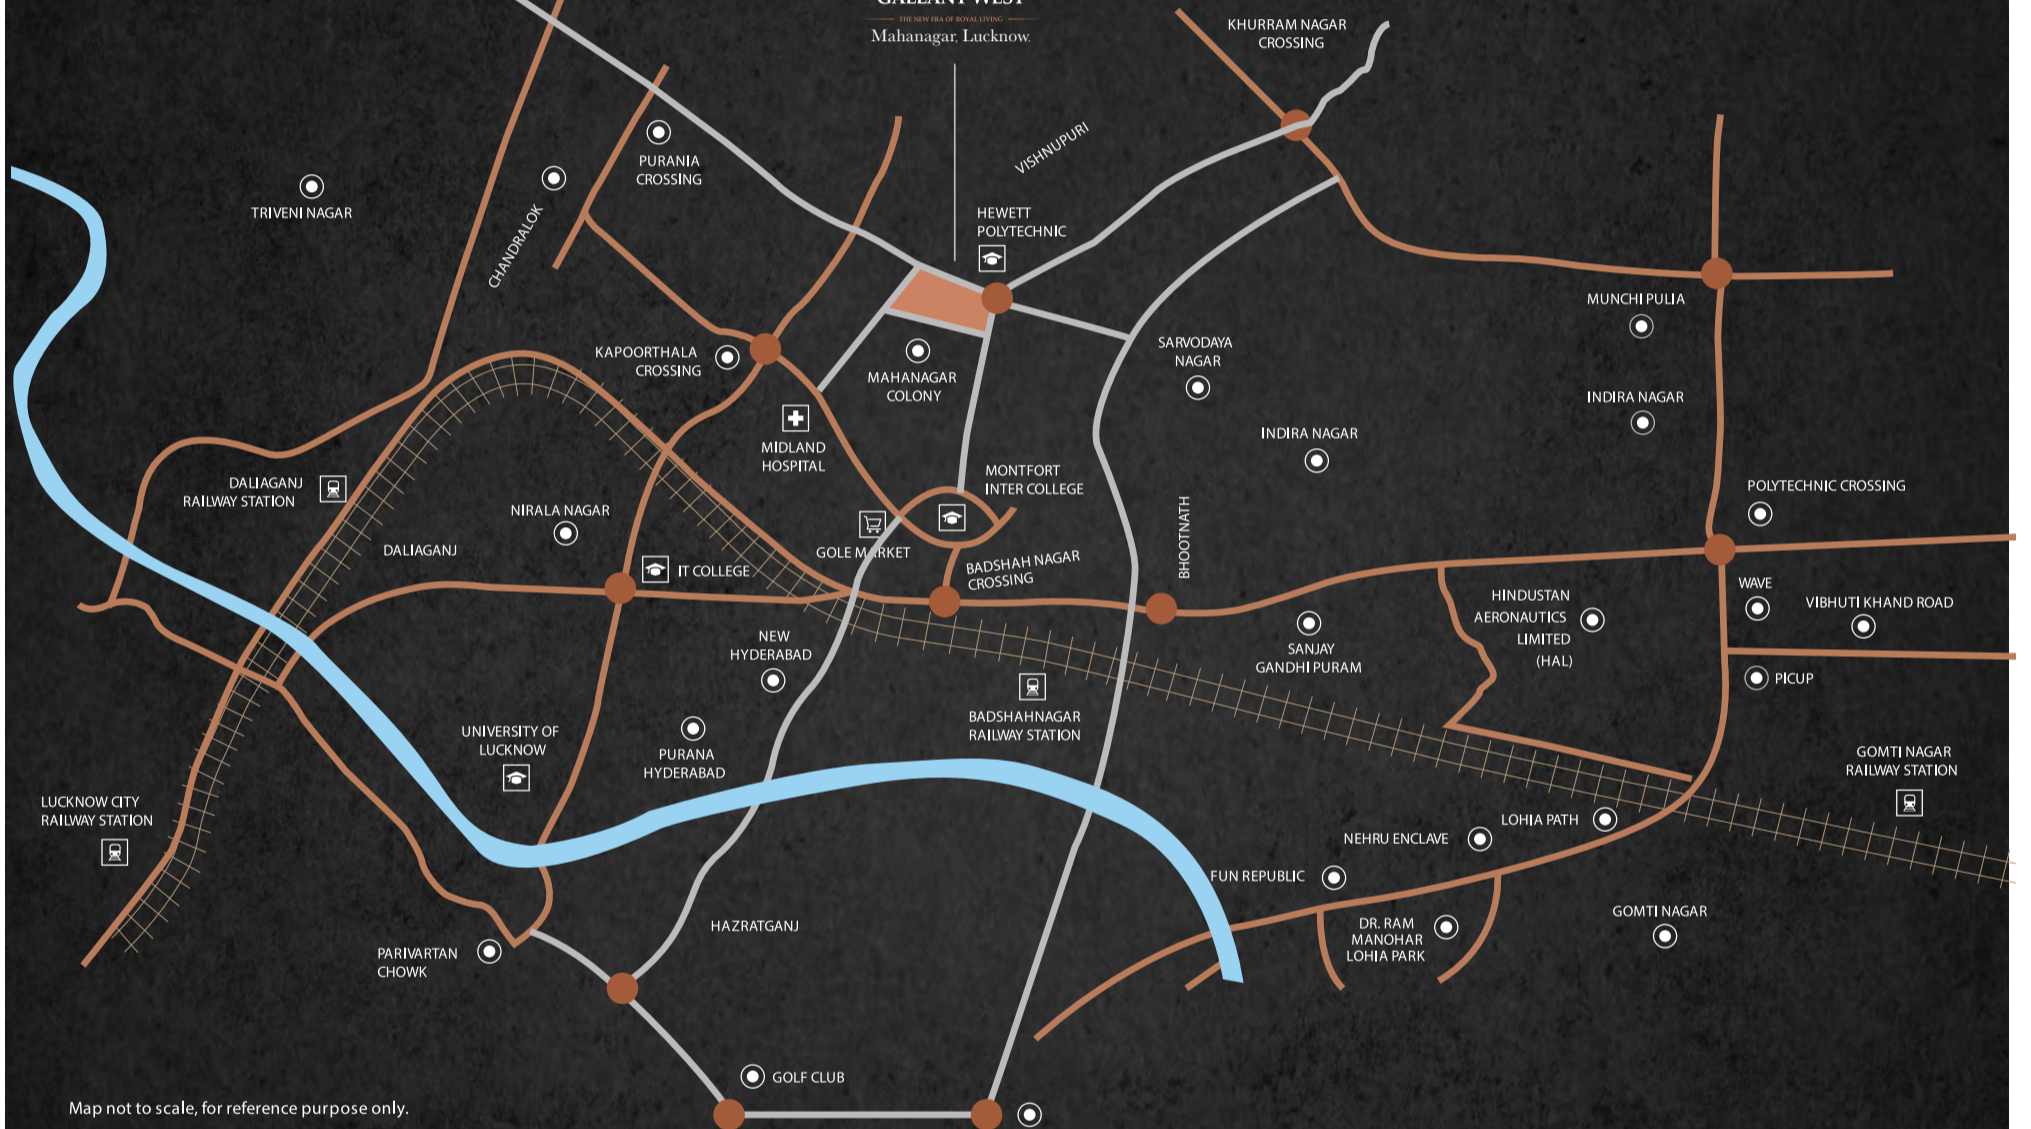 GALLANT WEST
THE NEW ERA OF ROYAL LIVING
Mahanagar, Lucknow.
KHURRAM NAGAR
CROSSING
VISHNUPURI
PURANIA
CROSSING
TRIVENI NAGAR
CHANDRALOK
HEWETT
POLYTECHNIC
MUNCHI PULIA
KAPOORTHALA
CROSSING
MAHANAGAR
COLONY
SARVODAYA
NAGAR
INDIRA NAGAR
INDIRA NAGAR
MIDLAND
HOSPITAL
MONTFORT
INTER COLLEGE
DALIAGANJ
RAILWAY STATION
POLYTECHNIC CROSSING
NIRALA NAGAR
DALIAGANJ
GOLE MARKET
BHOOTNATH
IT COLLEGE
BADSHAH NAGAR
CROSSING
WAVE
VIBHUTI KHAND ROAD
HINDUSTAN
AERONAUTICS
LIMITED
(HAL)
NEW
HYDERABAD
SANJAY
GANDHI PURAM
PICUP
BADSHAHNAGAR
RAILWAY STATION
UNIVERSITY OF
LUCKNOW
PURANA
HYDERABAD
GOMTI NAGAR
RAILWAY STATION
LUCKNOW CITY
RAILWAY STATION
LOHIA PATH
NEHRU ENCLAVE
FUN REPUBLIC
GOMTI NAGAR
DR. RAM
MANOHAR
LOHIA PARK
HAZRATGANJ
PARIVARTAN
CHOWK
GOLF CLUB
Map not to scale, for reference purpose only.